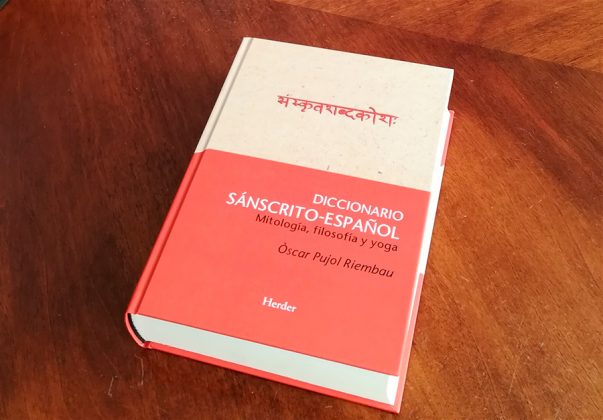 संस्कृतशब्दकोशः
DICCIONARIO
SÁNSCRITO-ESPAÑOL
Mitología, filosofía y yoga
Òscar Pujol Riembau
Herder